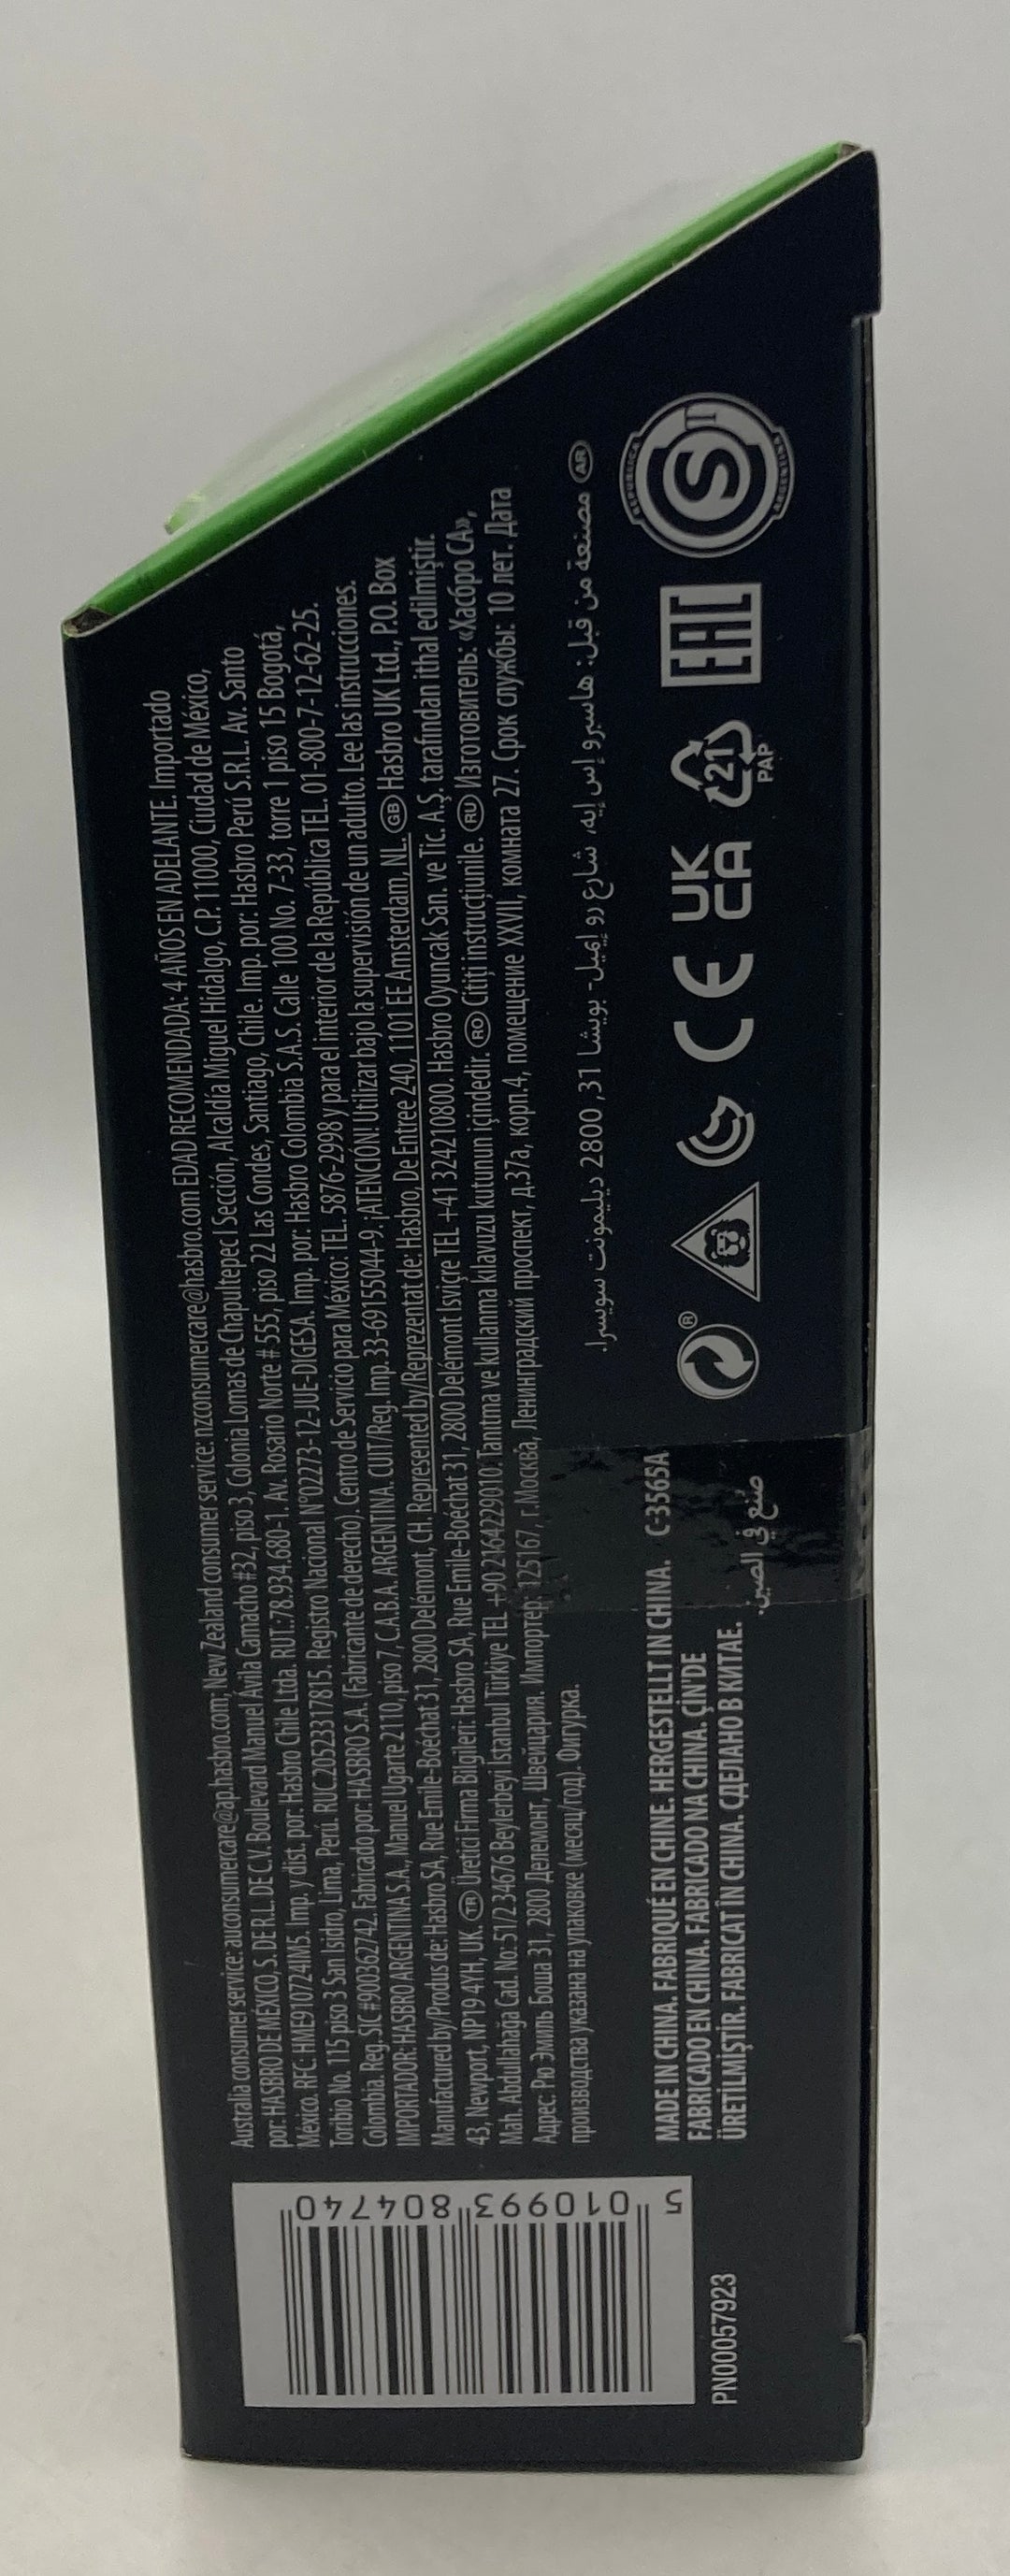 Australia consumer service: auconsumercare@ap.hasbro.com; New Zealand consumer service: nzconsumercare@hasbro.com EDAD RECOMENDADA: 4 AÑOS EN ADELANTE. Importado
por: HASBRO DE MEXICO, S. DE R.L. DE C.V. Boulevard Manuel Ávila Camacho #32, piso 3, Colonia Lomas de Chapultepec I Sección, Alcaldía Miguel Hidalgo, C.P. 11000, Ciudad de México,
México. RFC: HME910724IM5. Imp. y dist. por: Hasbro Chile Ltda. RUT.:78.934.680-1. Av. Rosario Norte # 555, piso 22 Las Condes, Santiago, Chile. Imp. por: Hasbro Perú S.R.L. Av. Santo
Toribio No. 115 piso 3 San Isidro, Lima, Perú. RUC 20523317815. Registro Nacional N°02273-12-JUE-DIGESA. Imp. por: Hasbro Colombia S.A.S. Calle 100 No. 7-33, torre 1 piso 15 Bogotá,
Colombia. Reg. SIC #900362742. Fabricado por: HASBRO S.A. (Fabricante de derecho). Centro de Servicio para México: TEL. 5876-2998 y para el interior de la República TEL. 01-800-7-12-62-25.
IMPORTADOR: HASBRO ARGENTINA S.A., Manuel Ugarte 2110, piso 7, C.A.B.A. ARGENTINA. CUIT/Reg. Imp. 33-69155044-9. ¡ATENCIÓN! Utilizar bajo la supervisión de un adulto. Lee las instrucciones.
Manufactured by/Produs de: Hasbro SA, Rue Emile-Boéchat 31, 2800 Delémont, CH. Represented by/Reprezentat de: Hasbro, De Entree 240, 1101 EE Amsterdam, NL. GB Hasbro UK Ltd., P.O. Box
43, Newport, NP19 4YH, UK. TR Üretici Firma Bilgileri: Hasbro SA, Rue Emile-Boéchat 31, 2800 Delémont İsviçre TEL +41324210800. Hasbro Oyuncak San. ve Tic. A.Ş. tarafından ithal edilmiştir.
Mah. Abdullahağa Cad. No: 51/2 34676 Beylerbeyi İstanbul Türkiye TEL +902164229010. Tanıtma ve kullanma kılavuzu kutunun içindedir. RO Citiți instrucțiunile. RU Изготовитель: «Хасбро СА»,
Адрес: Рю Эмиль Боша 31, 2800 Делемонт, Швейцария. Импортер: 125167, г.Москва, Ленинградский проспект, д.37а, корп.4, помещение XXVII, комната 27. Срок службы: 10 лет. Дата
производства указана на упаковке (месяц/год). Фигурка.
AR مصنعة من قبل: هاسبرو إس إيه، شارع رو إيميل- بويشا 31, 2800 ديليمونت سويسرا.
MADE IN CHINA. FABRIQUÉ EN CHINE. HERGESTELLT IN CHINA. C-3565A
FABRICADO EN CHINA. FABRICADO NA CHINA. ÇİN'DE
ÜRETİLMİŞTİR. FABRICAT ÎN CHINA. СДЕЛАНО В КИТАЕ.
صنع في الصين.
®
CE
UK
CA
21
PAP
EAC
REPUBLICA
S
ARGENTINA
5 010993 804740
PN00057923